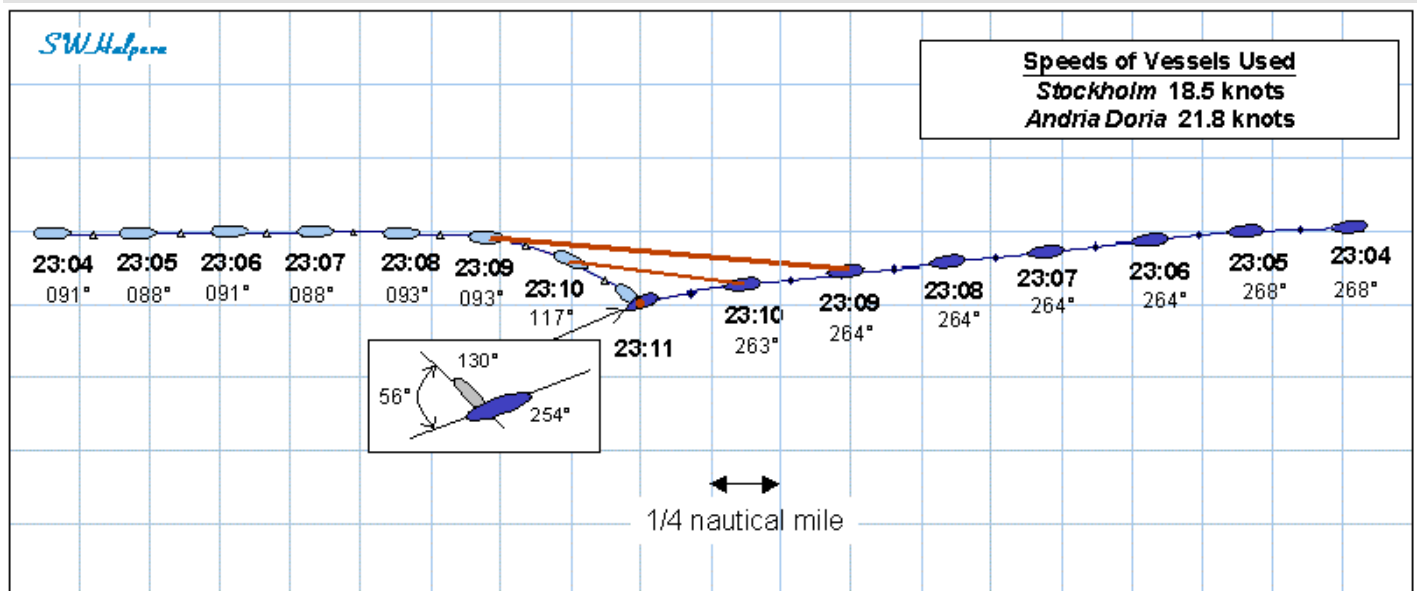 SWHalpern
Speeds of Vessels Used
Stockholm 18.5 knots
Andria Doria 21.8 knots
23:04 23:05 23:06 23:07 23:08 23:09 23:10 23:11 23:10 23:09 23:08 23:07 23:06 23:05 23:04
091° 088° 091° 088° 093° 093° 117° 263° 264° 264° 264° 264° 268° 268°
130°
56°
254°
1/4 nautical mile